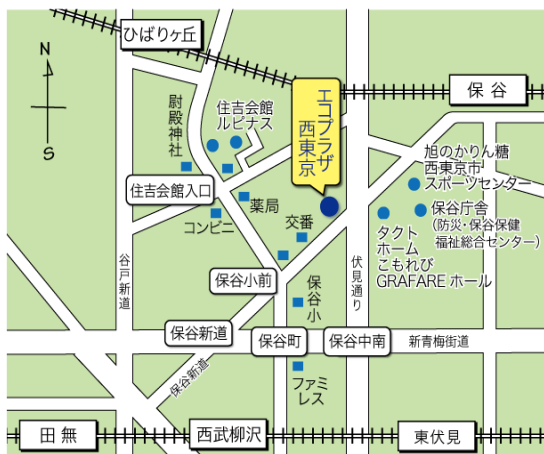 ひばりヶ丘
N
S
保谷
エコプラザ
西東京
住吉会館
ルピナス
尉殿神社
旭のかりん糖
西東京市
スポーツセンター
住吉会館入口
薬局
保谷庁舎
(防災・保谷保健
福祉総合センター)
コンビニ
交番
タクト
ホーム
こもれび
GRAFARE ホール
谷戸新道
保谷小前
保谷小
伏見通り
保谷新道
保谷町
保谷中南
新青梅街道
保谷新道
ファミ
レス
田無
西武柳沢
東伏見